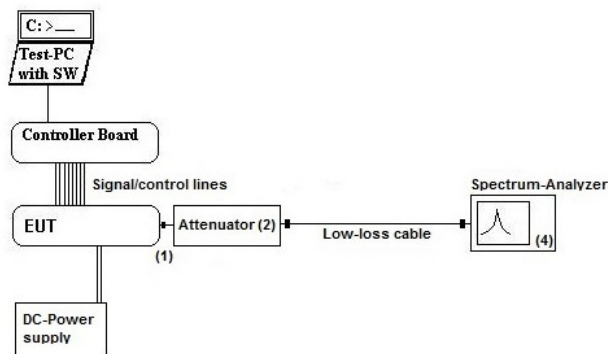 C: >__
Test-PC
with SW
Controller Board
Signal/control lines
Spectrum-Analyzer
EUT
Attenuator (2)
Low-loss cable
(4)
(1)
DC-Power
supply